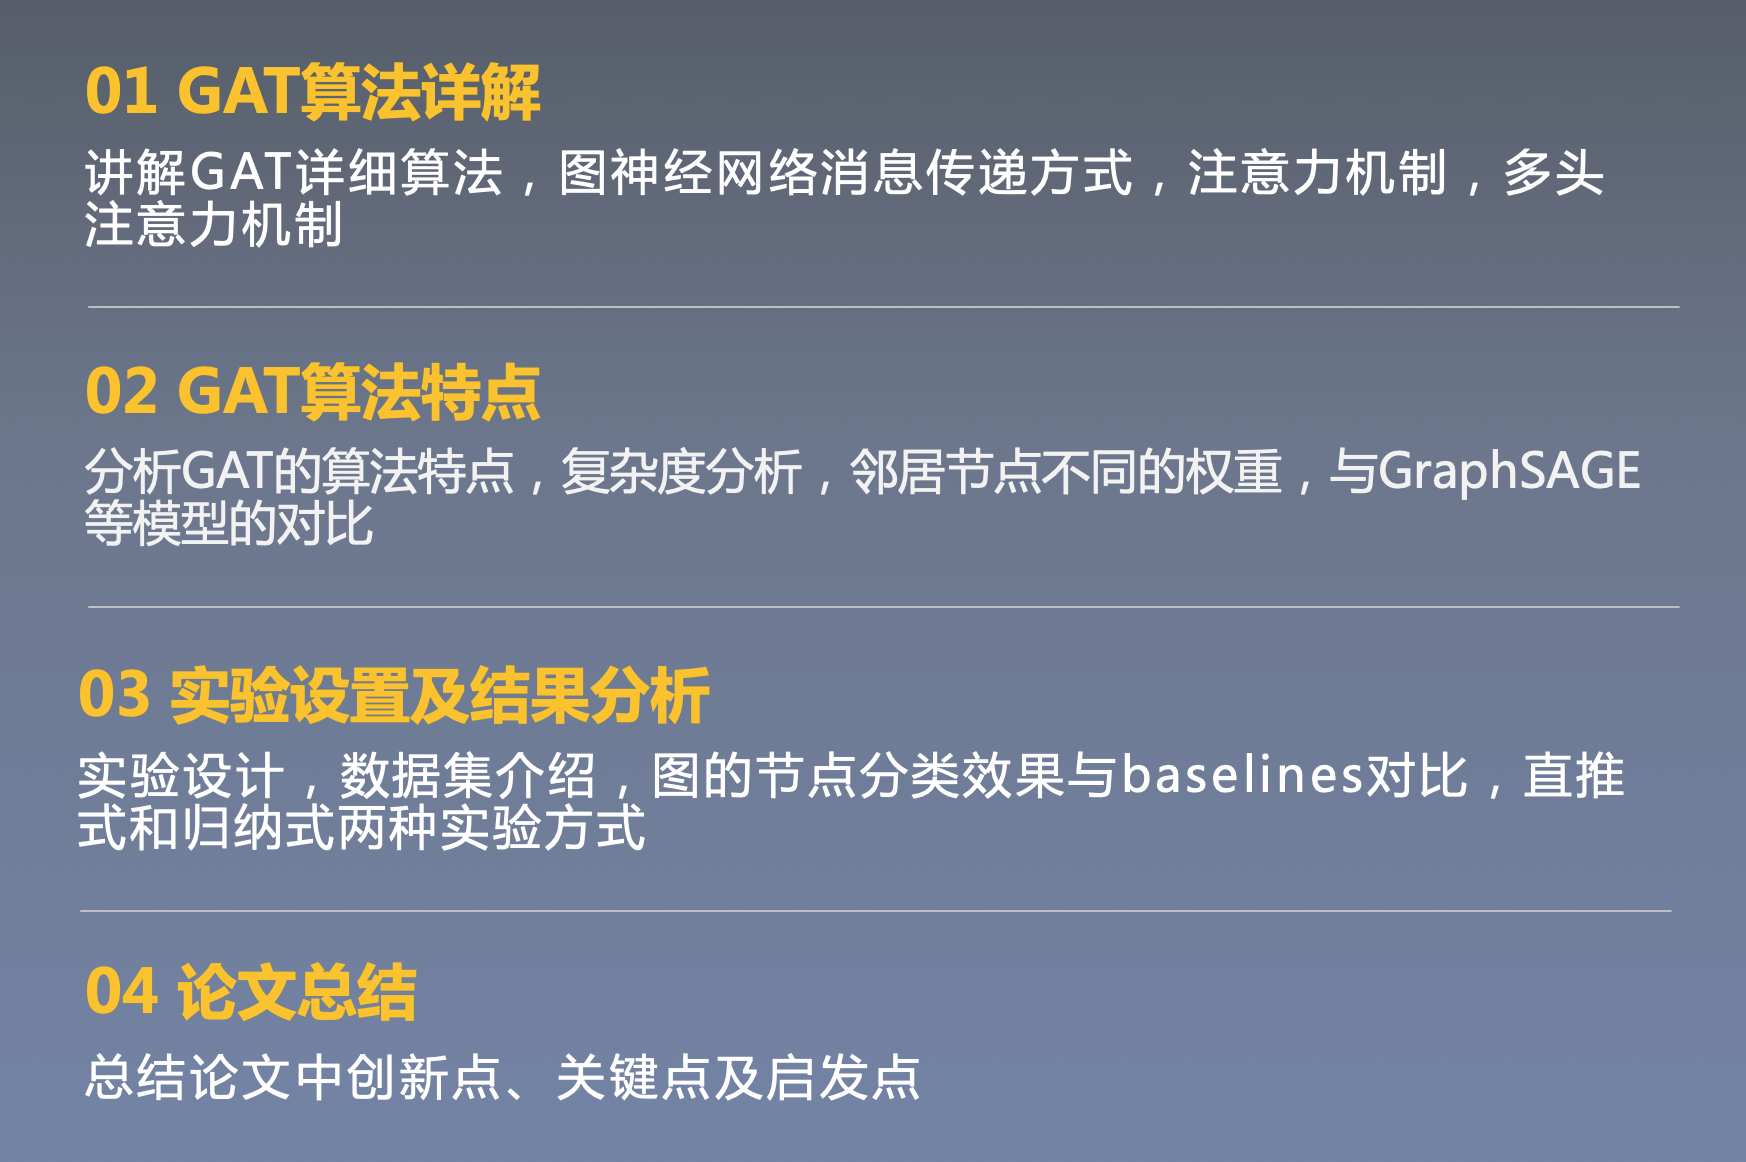 01 GAT算法详解
讲解GAT详细算法，图神经网络消息传递方式，注意力机制，多头
注意力机制
02 GAT算法特点
分析GAT的算法特点，复杂度分析，邻居节点不同的权重，与GraphSAGE
等模型的对比
03 实验设置及结果分析
实验设计，数据集介绍，图的节点分类效果与baselines对比，直推
式和归纳式两种实验方式
04 论文总结
总结论文中创新点、关键点及启发点